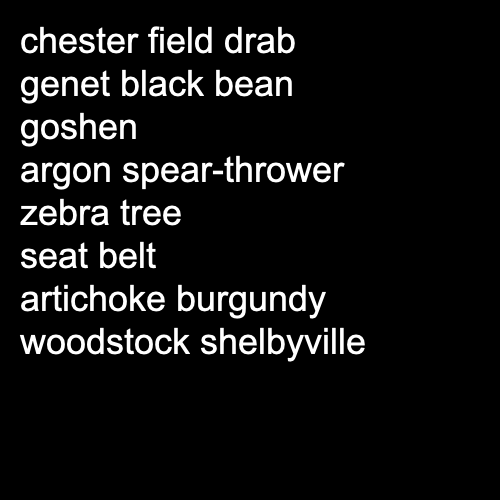 chester field drab
genet black bean
goshen
argon spear-thrower
zebra tree
seat belt
artichoke burgundy
woodstock shelbyville